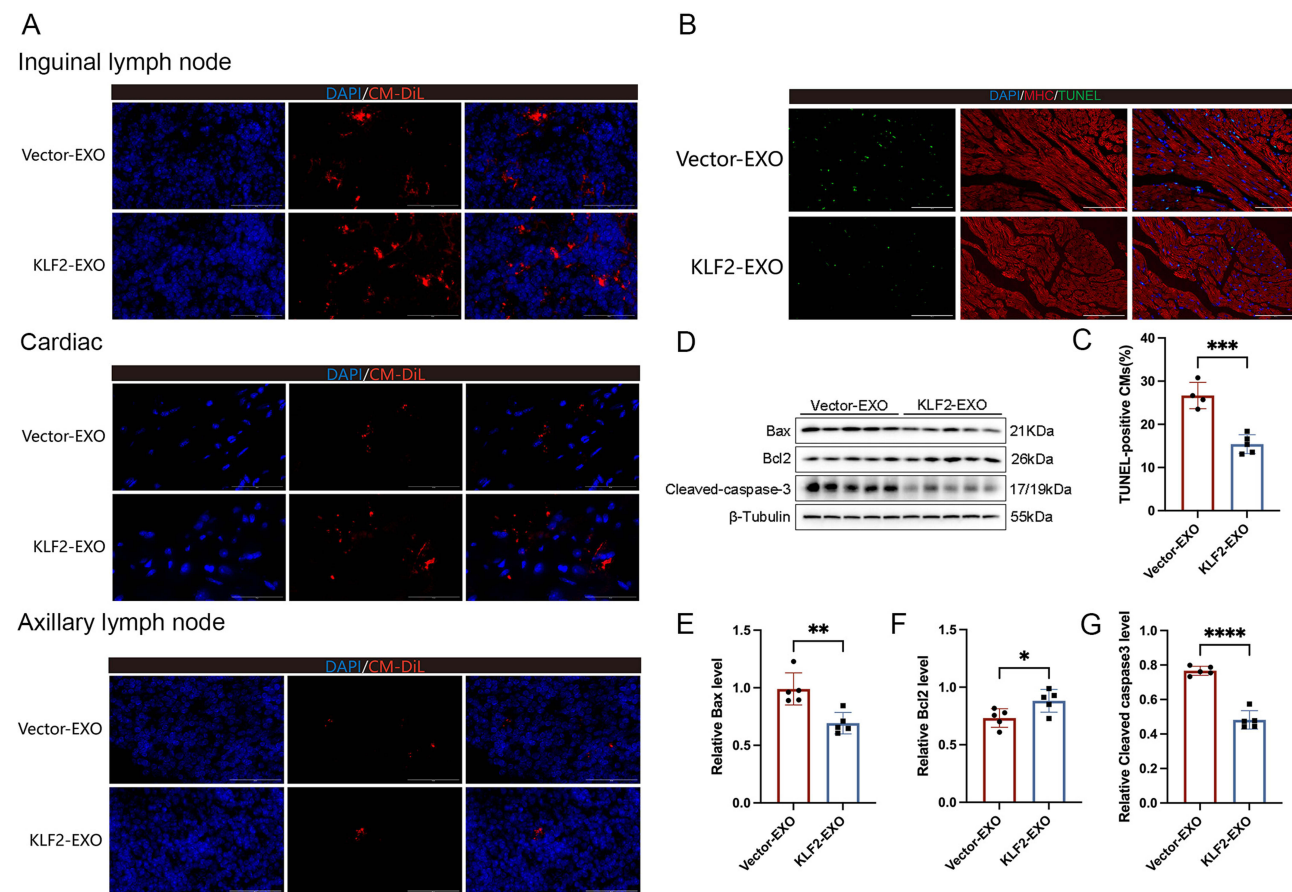 A
Inguinal lymph node
DAPI/CM-DiL
Vector-EXO
KLF2-EXO
Cardiac
DAPI/CM-DiL
Vector-EXO
KLF2-EXO
Axillary lymph node
DAPI/CM-DiL
Vector-EXO
KLF2-EXO
B
DAPI/MHC/TUNEL
Vector-EXO
KLF2-EXO
D
Vector-EXO KLF2-EXO
Bax 21KDa
Bcl2 26kDa
Cleaved-caspase-3 17/19kDa
β-Tubulin 55kDa
C
TUNEL-positive CMs(%)
40
30
20
10
0
***
Vector-EXO
KLF2-EXO
E
Relative Bax level
1.5
1.0
0.5
0.0
**
Vector-EXO
KLF2-EXO
F
Relative Bcl2 level
1.5
1.0
0.5
0.0
*
Vector-EXO
KLF2-EXO
G
Relative Cleaved caspase3 level
1.0
0.8
0.6
0.4
0.2
0.0
****
Vector-EXO
KLF2-EXO